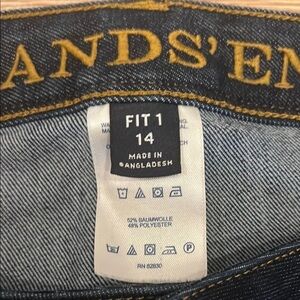 ANDS' EN
FIT 1
14
MADE IN
BANGLADESH
52% BAUMWOLLE
48% POLYESTER
RN 82830